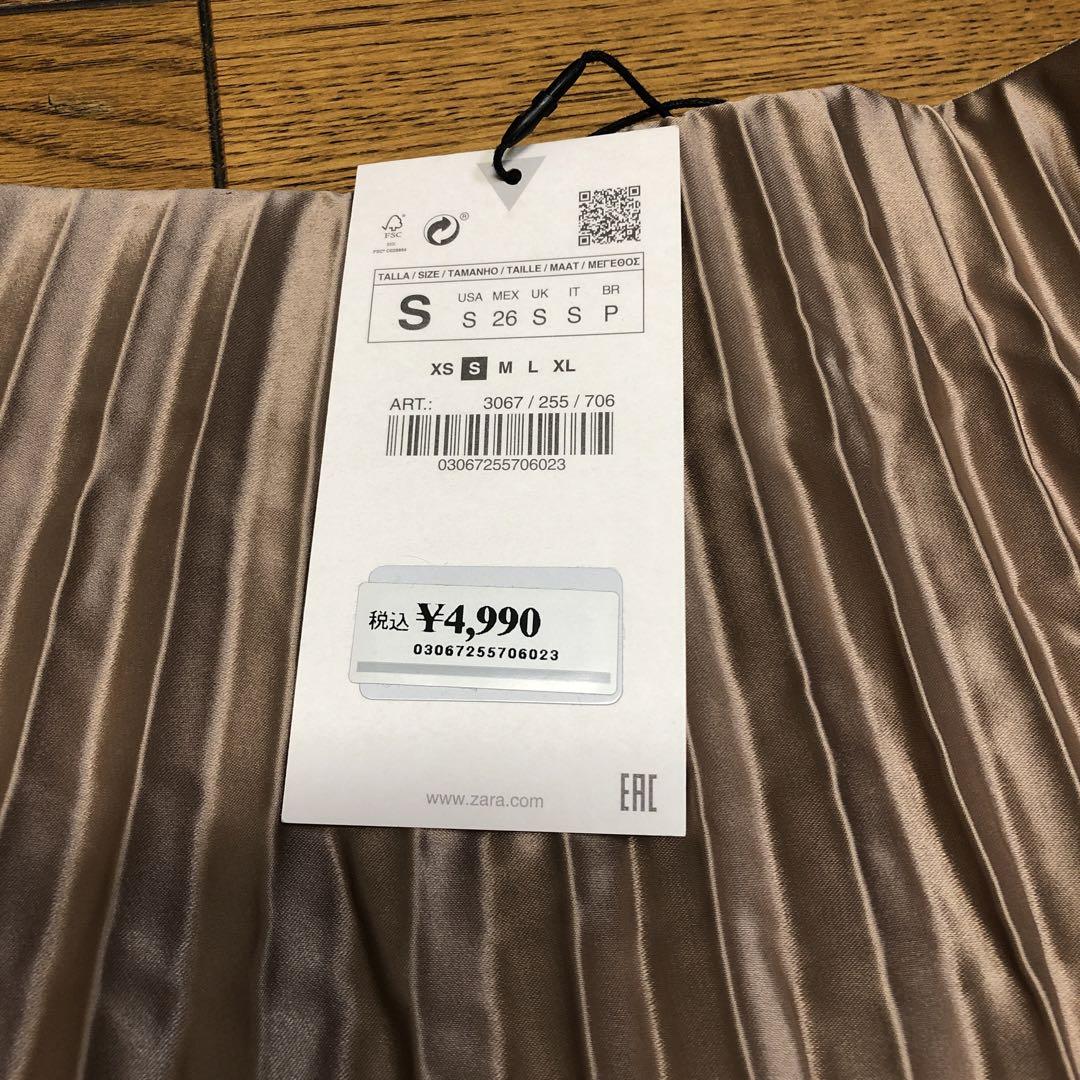 ®
FSC
TALLA / SIZE / TAMANHO / TAILLE / MAAT / ΜΕΓΕΘΟΣ
S
USA MEX UK IT BR
S 26 S S P
XS S M L XL
ART.: 3067 / 255 / 706
03067255706023
税込 ¥4,990
03067255706023
www.zara.com
EAC